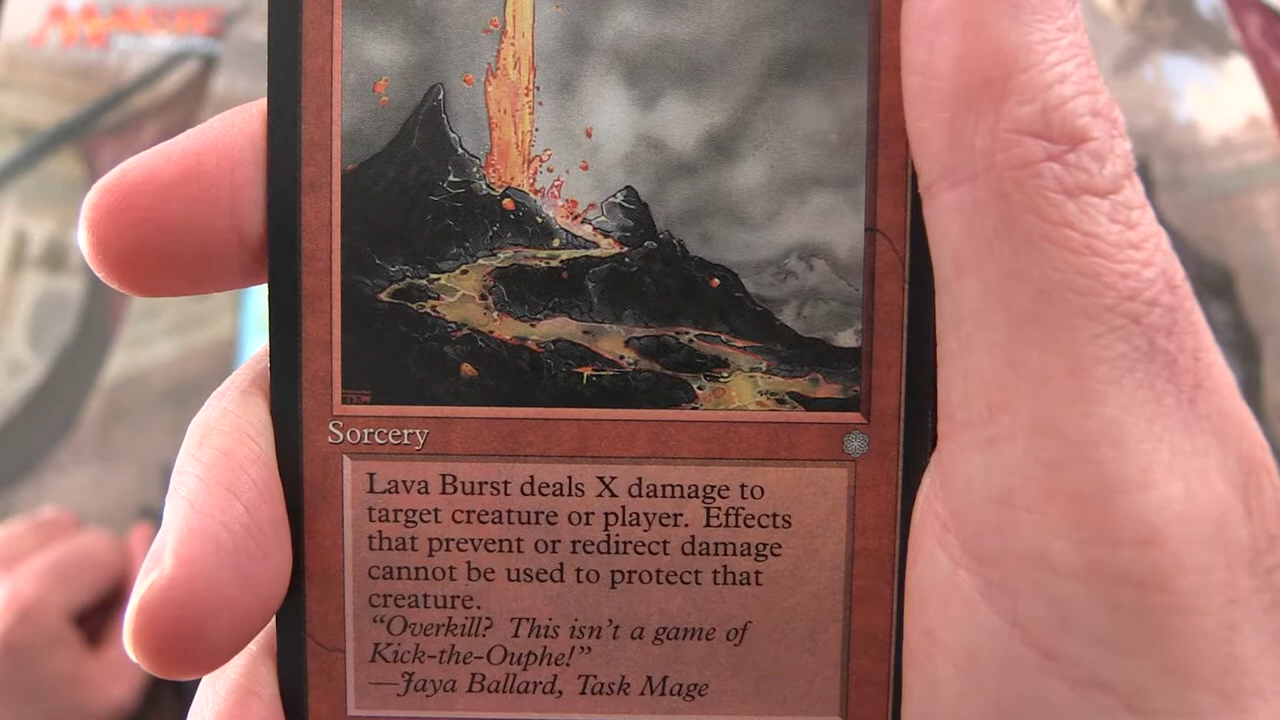 MAGIC
Sorcery
Lava Burst deals X damage to
target creature or player. Effects
that prevent or redirect damage
cannot be used to protect that
creature.
“Overkill? This isn't a game of
Kick-the-Ouphe!”
—Jaya Ballard, Task Mage